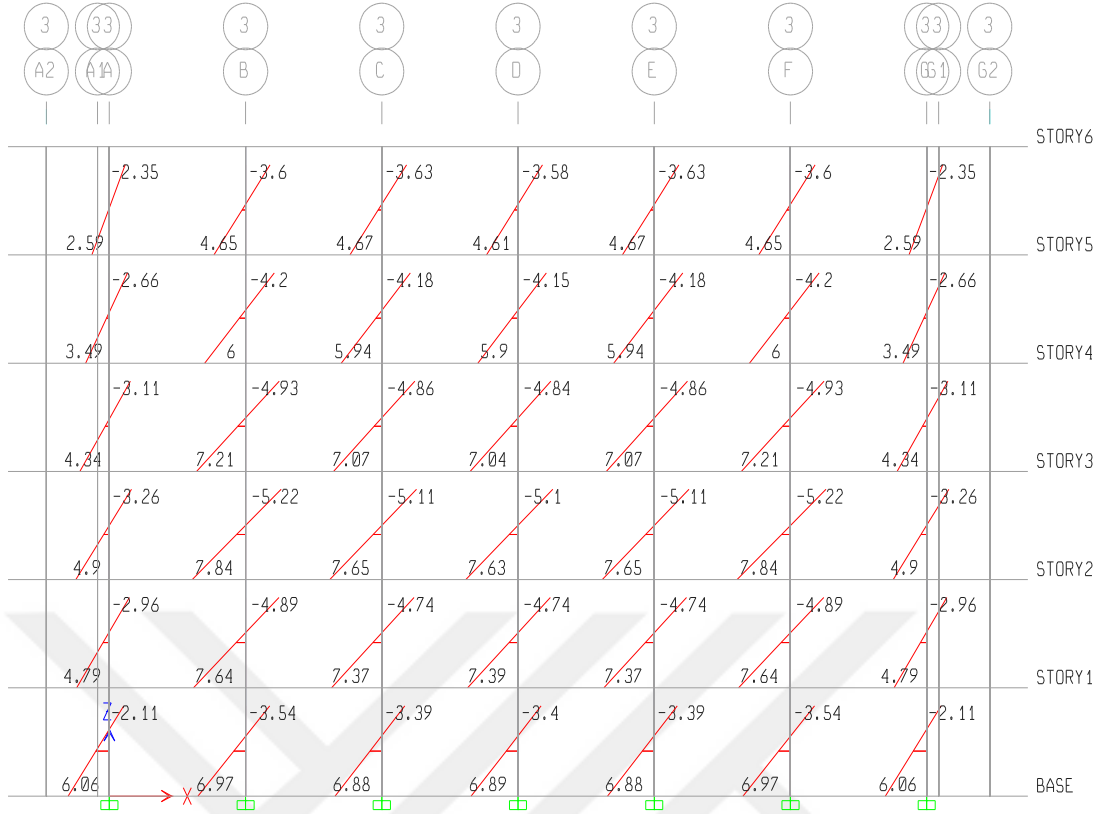 3 3 3 3 3 3 3 3 3 3 3
A2 A1 A B C D E F G G1 G2
STORY6
-2.35 -3.6 -3.63 -3.58 -3.63 -3.6 -2.35
2.59 4.65 4.67 4.61 4.67 4.65 2.59 STORY5
-2.66 -4.2 -4.18 -4.15 -4.18 -4.2 -2.66
3.49 6 5.94 5.9 5.94 6 3.49 STORY4
-3.11 -4.93 -4.86 -4.84 -4.86 -4.93 -3.11
4.34 7.21 7.07 7.04 7.07 7.21 4.34 STORY3
-3.26 -5.22 -5.11 -5.1 -5.11 -5.22 -3.26
4.9 7.84 7.65 7.63 7.65 7.84 4.9 STORY2
-2.96 -4.89 -4.74 -4.74 -4.74 -4.89 -2.96
4.79 7.64 7.37 7.39 7.37 7.64 4.79 STORY1
Z -2.11 -3.54 -3.39 -3.4 -3.39 -3.54 -2.11
6.06 6.97 6.88 6.89 6.88 6.97 6.06 BASE
X